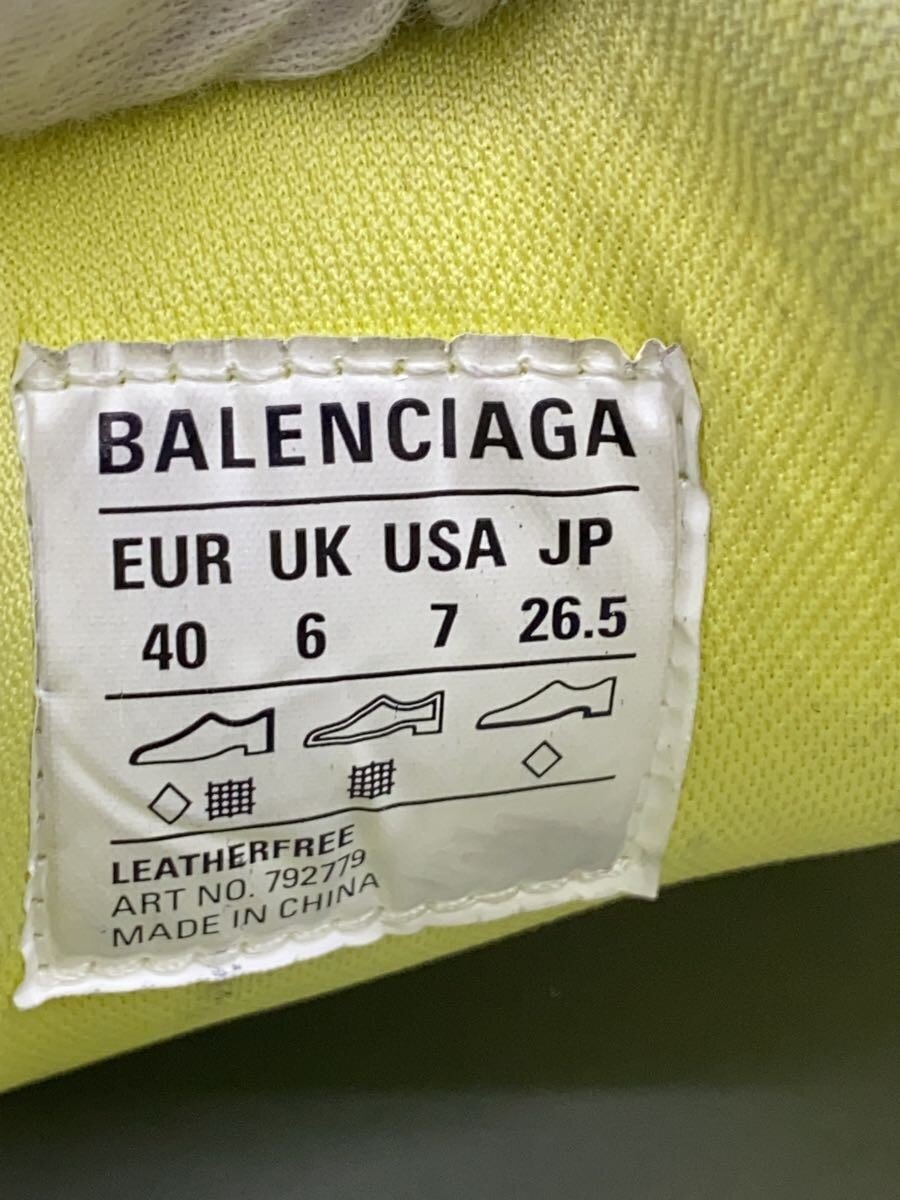 BALENCIAGA
EUR UK USA JP
40 6 7 26.5
LEATHERFREE
ART NO. 792779
MADE IN CHINA